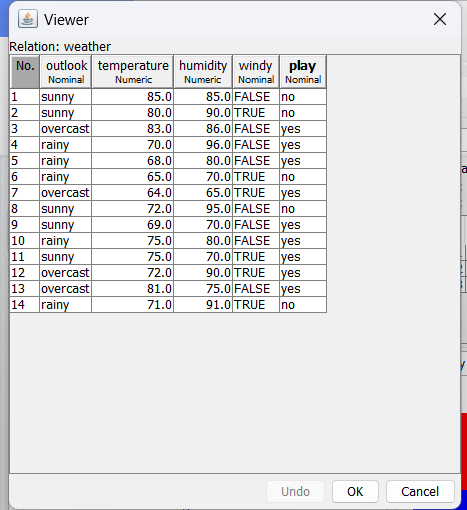 Viewer
Relation: weather
No. outlook temperature humidity windy play
Nominal Numeric Numeric Nominal Nominal
1 sunny 85.0 85.0 FALSE no
2 sunny 80.0 90.0 TRUE no
3 overcast 83.0 86.0 FALSE yes
4 rainy 70.0 96.0 FALSE yes
5 rainy 68.0 80.0 FALSE yes
6 rainy 65.0 70.0 TRUE no
7 overcast 64.0 65.0 TRUE yes
8 sunny 72.0 95.0 FALSE no
9 sunny 69.0 70.0 FALSE yes
10 rainy 75.0 80.0 FALSE yes
11 sunny 75.0 70.0 TRUE yes
12 overcast 72.0 90.0 TRUE yes
13 overcast 81.0 75.0 FALSE yes
14 rainy 71.0 91.0 TRUE no
Undo OK Cancel